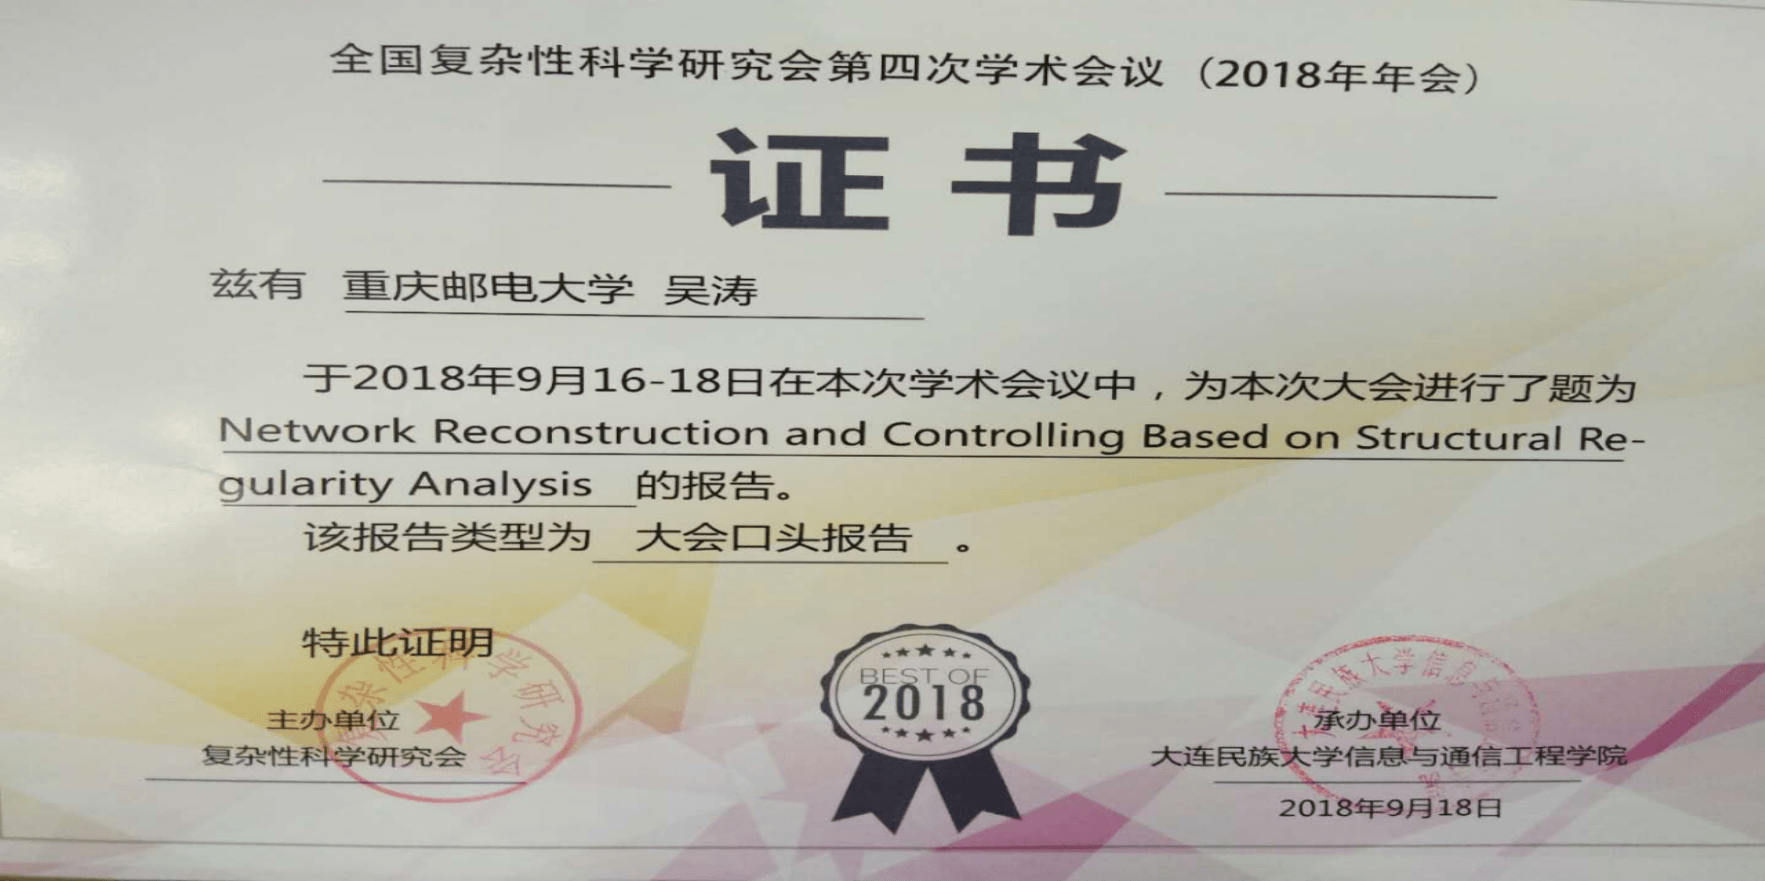 全国复杂性科学研究会第四次学术会议（2018年年会）
证 书
兹有 重庆邮电大学 吴涛
于2018年9月16-18日在本次学术会议中，为本次大会进行了题为
Network Reconstruction and Controlling Based on Structural Re-
gularity Analysis 的报告。
该报告类型为 大会口头报告 。
特此证明
复杂性科学研究会
主办单位
复杂性科学研究会
BEST OF
2018
大连民族大学信息与
承办单位
大连民族大学信息与通信工程学院
2018年9月18日